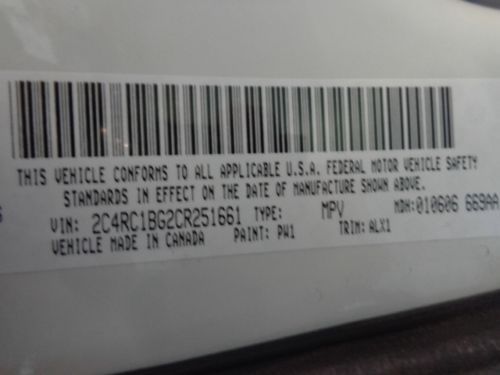 THIS VEHICLE CONFORMS TO ALL APPLICABLE U.S.A. FEDERAL MOTOR VEHICLE SAFETY
STANDARDS IN EFFECT ON THE DATE OF MANUFACTURE SHOWN ABOVE.
VIN: 2C4RC1BG2CR251661 TYPE: MPV MDH:010606 669AA
VEHICLE MADE IN CANADA PAINT: PW1 TRIM: ALX1